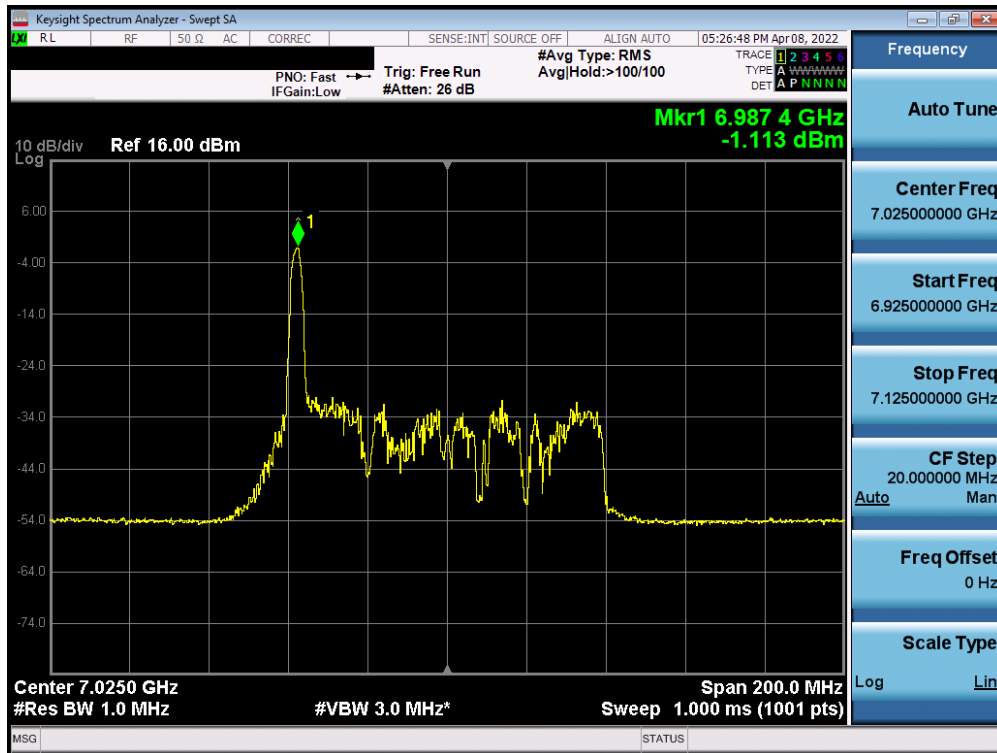 Keysight Spectrum Analyzer - Swept SA
LXI RL RF 50 Ω AC CORREC SENSE:INT SOURCE OFF ALIGN AUTO 05:26:48 PM Apr 08, 2022
#Avg Type: RMS TRACE 1 2 3 4 5 6
PNO: Fast Trig: Free Run Avg|Hold:>100/100 TYPE A WWWWW
IFGain:Low #Atten: 26 dB DET A P N N N N
Mkr1 6.987 4 GHz
-1.113 dBm
10 dB/div Ref 16.00 dBm
Log
1
6.00
-4.00
-14.0
-24.0
-34.0
-44.0
-54.0
-64.0
-74.0
Center 7.0250 GHz Span 200.0 MHz
#Res BW 1.0 MHz #VBW 3.0 MHz* Sweep 1.000 ms (1001 pts)
MSG STATUS
Frequency
Auto Tune
Center Freq
7.025000000 GHz
Start Freq
6.925000000 GHz
Stop Freq
7.125000000 GHz
CF Step
20.000000 MHz
Auto Man
Freq Offset
0 Hz
Scale Type
Log Lin